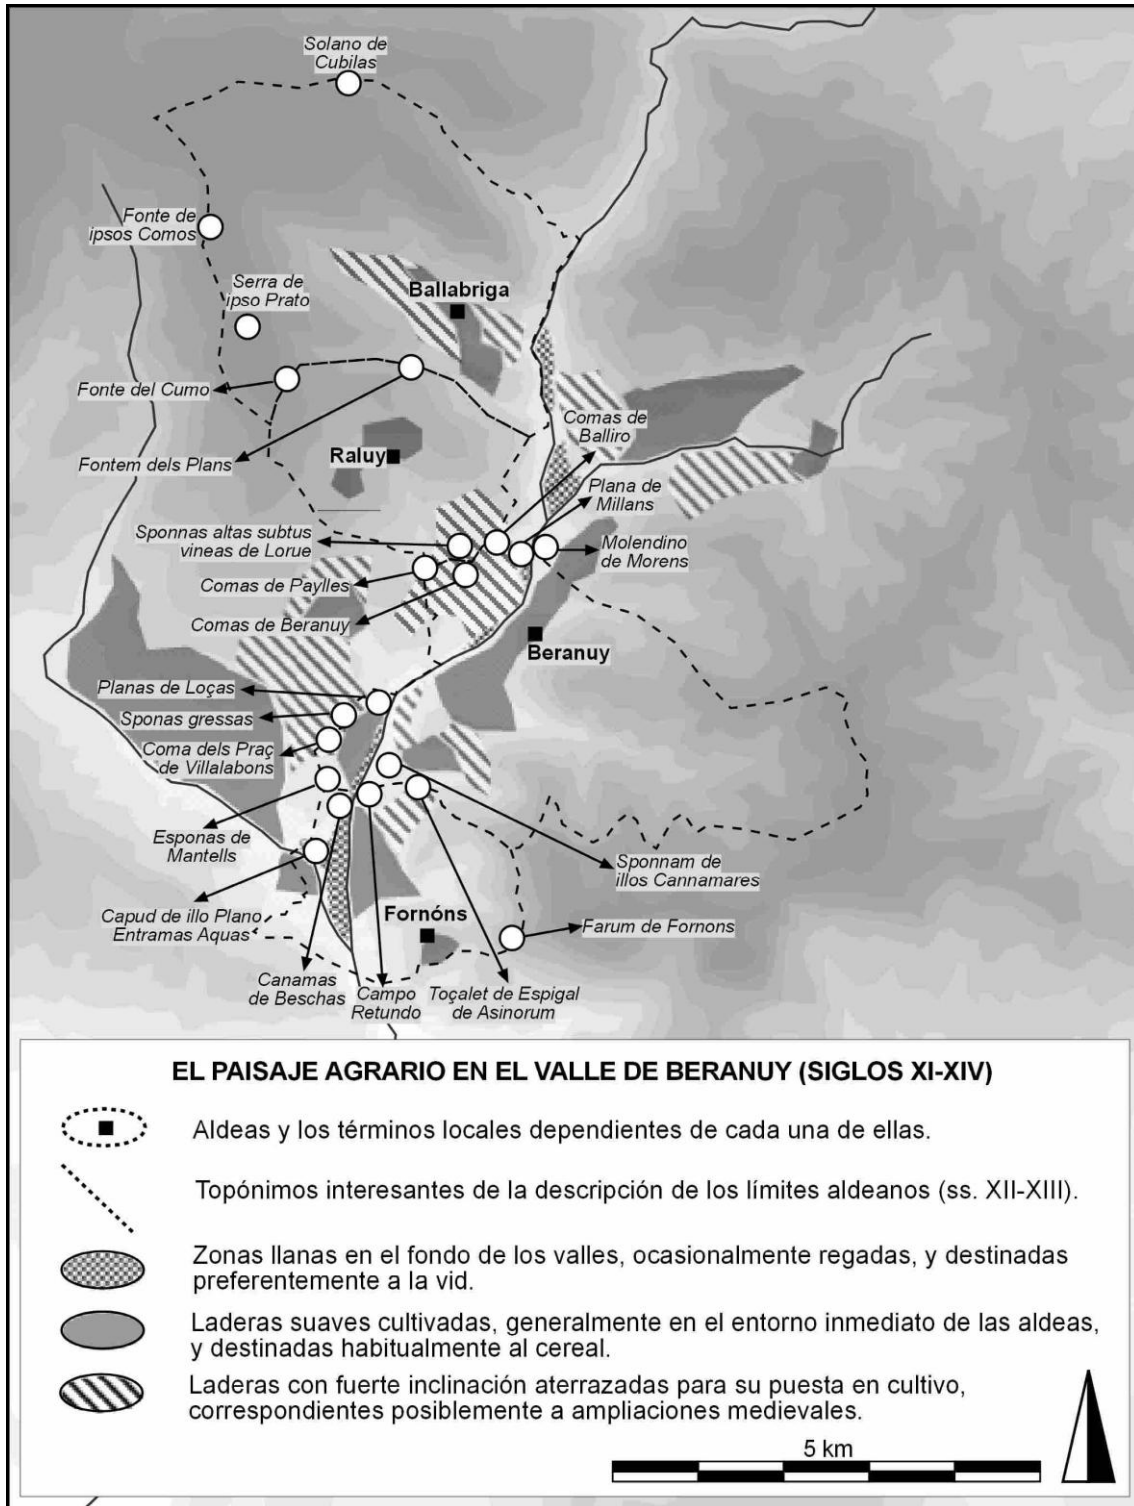 Solano de
Cubilas
Fonte de
ipsos Comos
Serra de
ipso Prato
Ballabriga
Fonte del Cumo
Comas de
Balliro
Raluy
Fontem dels Plans
Plana de
Millans
Sponnas altas subtus
vineas de Lorue
Molendino
de Morens
Comas de Paylles
Comas de Beranuy
Beranuy
Planas de Loças
Sponas gressas
Coma dels Praç
de Villalabons
Esponas de
Mantells
Sponnam de
illos Cannamares
Capud de illo Plano
Entramas Aquas
Fornóns
Farum de Fornons
Canamas
de Beschas
Campo
Retundo
Toçalet de Espigal
de Asinorum
EL PAISAJE AGRARIO EN EL VALLE DE BERANUY (SIGLOS XI-XIV)
Aldeas y los términos locales dependientes de cada una de ellas.
Topónimos interesantes de la descripción de los límites aldeanos (ss. XII-XIII).
Zonas llanas en el fondo de los valles, ocasionalmente regadas, y destinadas
preferentemente a la vid.
Laderas suaves cultivadas, generalmente en el entorno inmediato de las aldeas,
y destinadas habitualmente al cereal.
Laderas con fuerte inclinación aterrazadas para su puesta en cultivo,
correspondientes posiblemente a ampliaciones medievales.
5 km